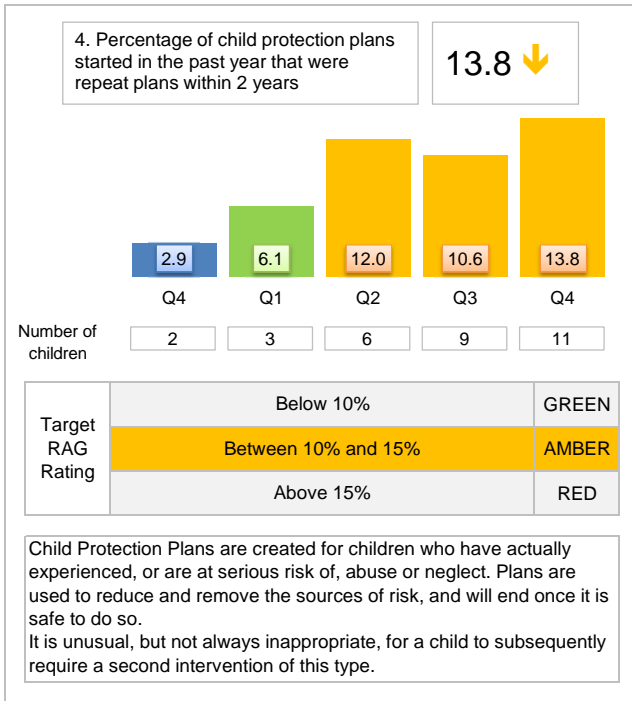 4. Percentage of child protection plans
started in the past year that were
repeat plans within 2 years
13.8
2.9 6.1 12.0 10.6 13.8
Q4 Q1 Q2 Q3 Q4
Number of
children
2 3 6 9 11
Target
RAG
Rating
Below 10% GREEN
Between 10% and 15% AMBER
Above 15% RED
Child Protection Plans are created for children who have actually
experienced, or are at serious risk of, abuse or neglect. Plans are
used to reduce and remove the sources of risk, and will end once it is
safe to do so.
It is unusual, but not always inappropriate, for a child to subsequently
require a second intervention of this type.